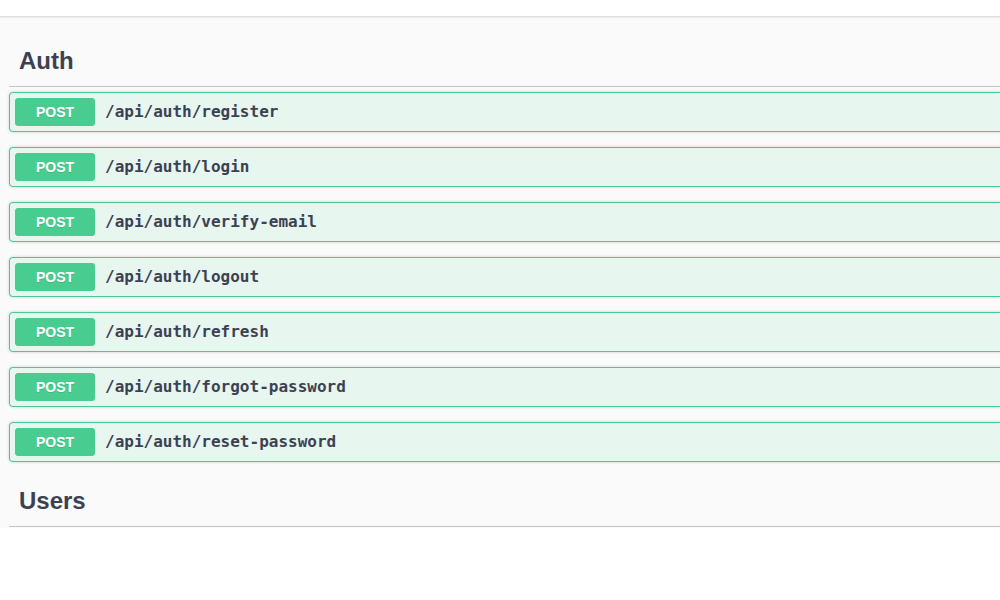 Auth
POST /api/auth/register
POST /api/auth/login
POST /api/auth/verify-email
POST /api/auth/logout
POST /api/auth/refresh
POST /api/auth/forgot-password
POST /api/auth/reset-password
Users